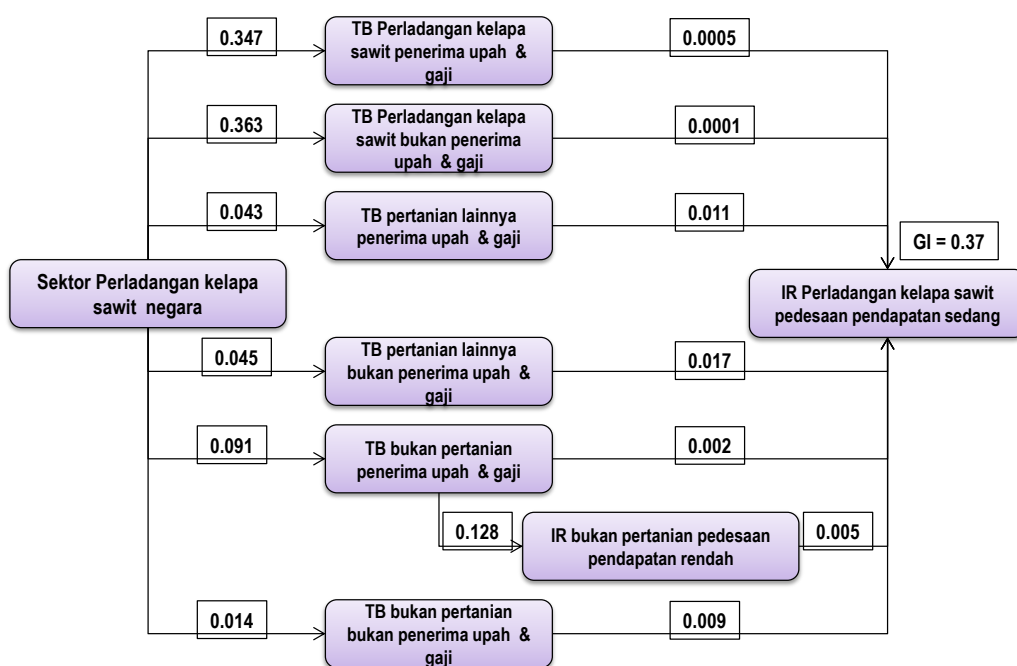 0.347
TB Perladangan kelapa
sawit penerima upah & 
gaji
0.0005
0.363
TB Perladangan kelapa
sawit bukan penerima
upah & gaji
0.0001
0.043
TB pertanian lainnya
penerima upah & gaji
0.011
GI = 0.37
Sektor Perladangan kelapa
sawit negara
IR Perladangan kelapa sawit
pedesaan pendapatan sedang
0.045
TB pertanian lainnya
bukan penerima upah &
gaji
0.017
0.091
TB bukan pertanian
penerima upah & gaji
0.002
0.128
IR bukan pertanian pedesaan
pendapatan rendah
0.005
0.014
TB bukan pertanian
bukan penerima upah &
gaji
0.009